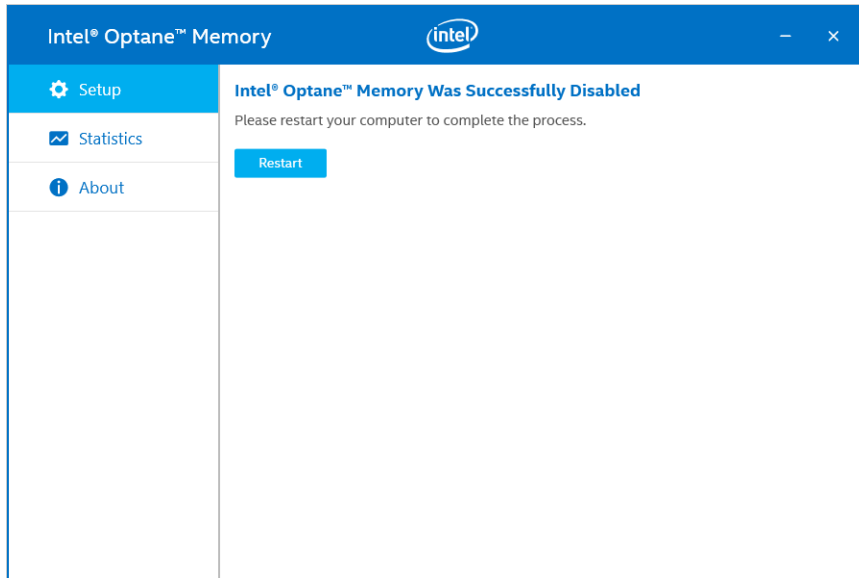 Intel® Optane™ Memory
intel
Setup
Statistics
About
Intel® Optane™ Memory Was Successfully Disabled
Please restart your computer to complete the process.
Restart